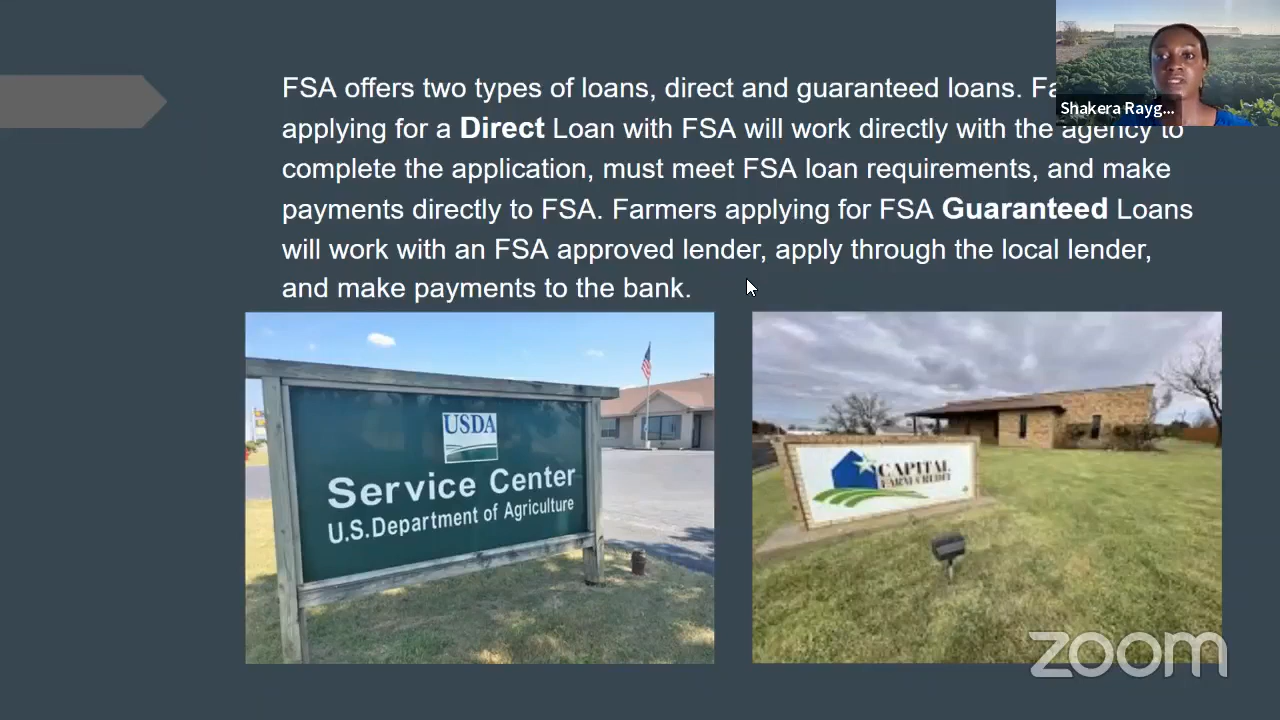 FSA offers two types of loans, direct and guaranteed loans. Fa
applying for a Direct Loan with FSA will work directly with the agency to
complete the application, must meet FSA loan requirements, and make
payments directly to FSA. Farmers applying for FSA Guaranteed Loans
will work with an FSA approved lender, apply through the local lender,
and make payments to the bank.
Shakera Rayg...
USDA
Service Center
U.S.Department of Agriculture
CAPITAL
FARM CREDIT
zoom